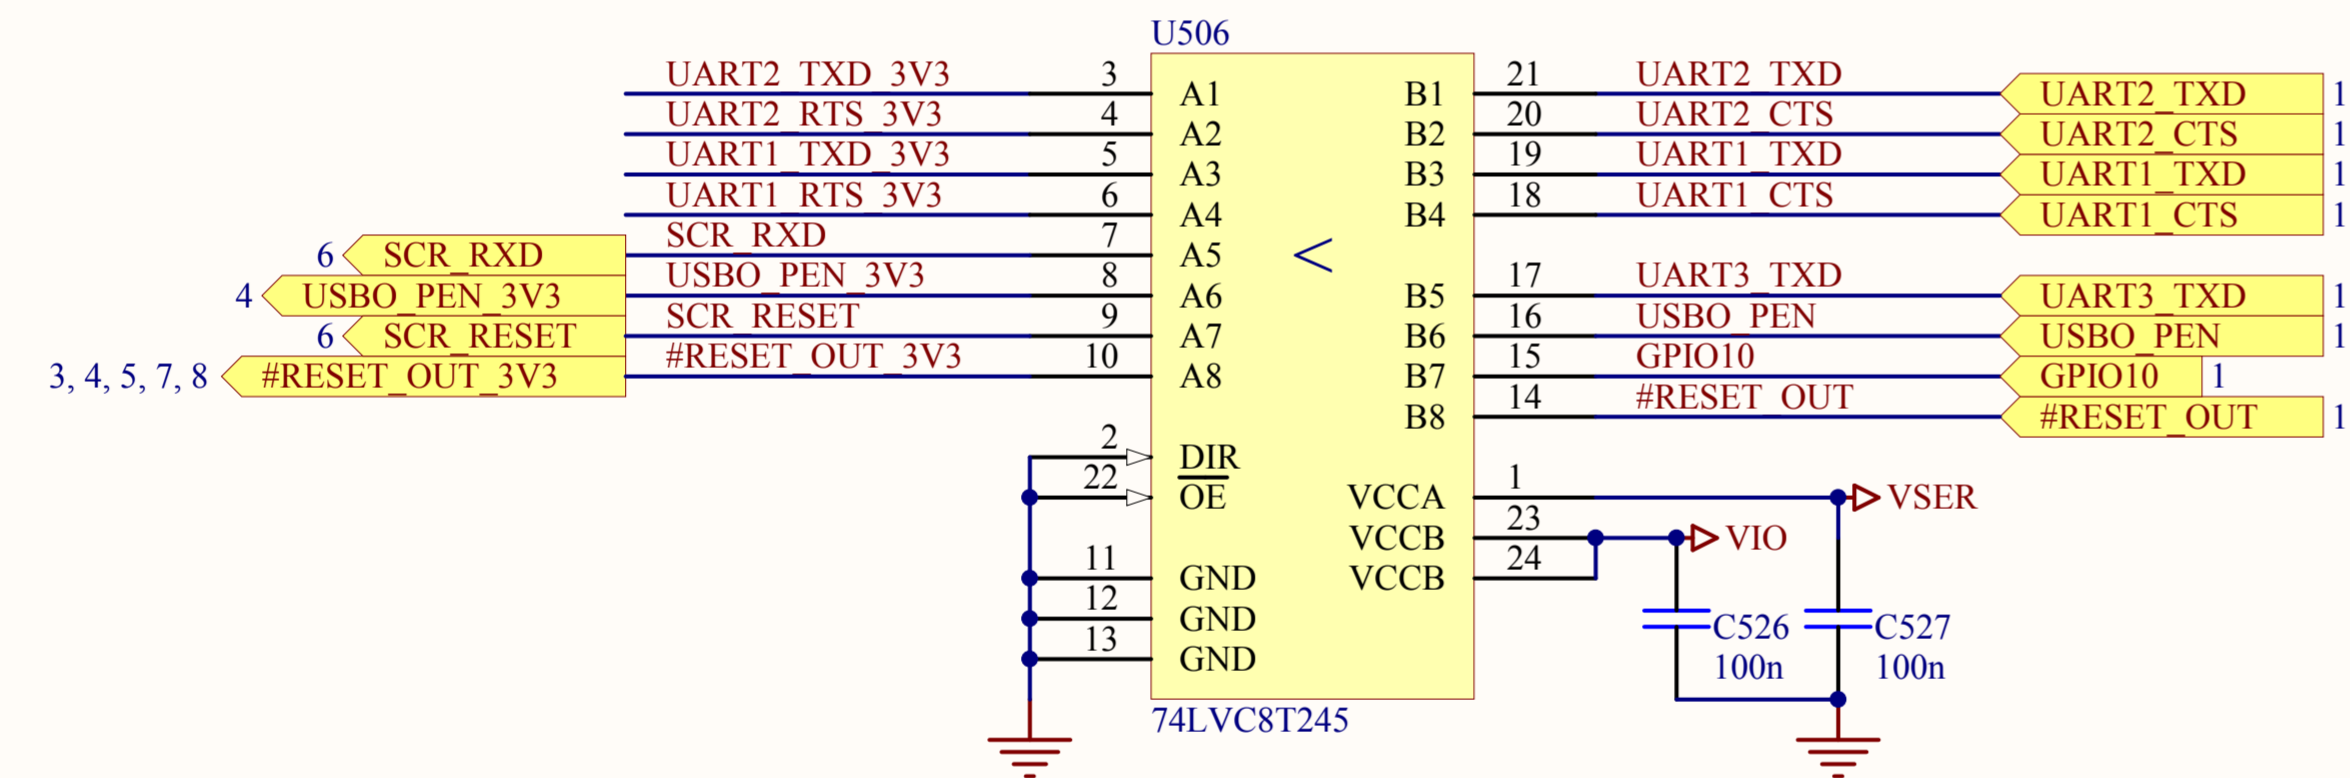 U506
UART2_TXD_3V3 3 A1 B1 21 UART2_TXD UART2_TXD 1
UART2_RTS_3V3 4 A2 B2 20 UART2_CTS UART2_CTS 1
UART1_TXD_3V3 5 A3 B3 19 UART1_TXD UART1_TXD 1
UART1_RTS_3V3 6 A4 B4 18 UART1_CTS UART1_CTS 1
6 SCR_RXD SCR_RXD 7 A5 <
4 USBO_PEN_3V3 USBO_PEN_3V3 8 A6 B5 17 UART3_TXD UART3_TXD 1
6 SCR_RESET SCR_RESET 9 A7 B6 16 USBO_PEN USBO_PEN 1
3, 4, 5, 7, 8 #RESET_OUT_3V3 #RESET_OUT_3V3 10 A8 B7 15 GPIO10 GPIO10 1
B8 14 #RESET_OUT #RESET_OUT 1
2 DIR
22 OE VCCA 1 VSER
VCCB 23 VIO
11 GND VCCB 24
12 GND C526 C527
13 GND 100n 100n
74LVC8T245